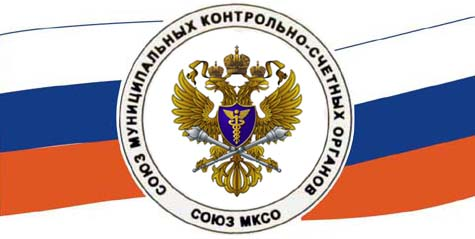 СОЮЗ МУНИЦИПАЛЬНЫХ КОНТРОЛЬНО-СЧЕТНЫХ ОРГАНОВ
СОЮЗ МКСО